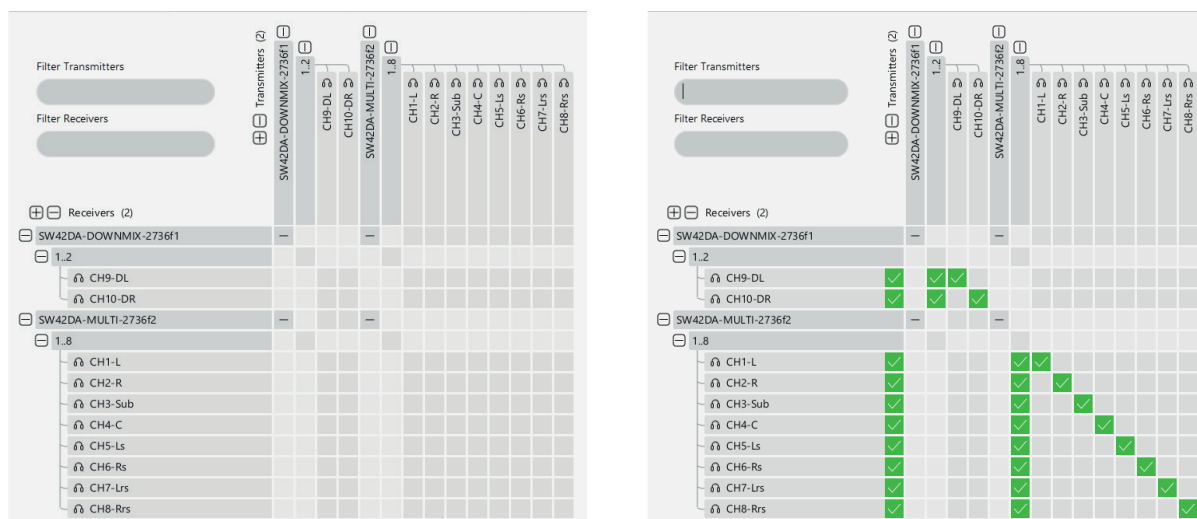 Filter Transmitters
Filter Receivers
Transmitters (2)
SW42DA-DOWNMIX-2736f1
1..2
CH9-DL
CH10-DR
SW42DA-MULTI-2736f2
1..8
CH1-L
CH2-R
CH3-Sub
CH4-C
CH5-Ls
CH6-Rs
CH7-Lrs
CH8-Rrs
Receivers (2)
SW42DA-DOWNMIX-2736f1
1..2
CH9-DL
CH10-DR
SW42DA-MULTI-2736f2
1..8
CH1-L
CH2-R
CH3-Sub
CH4-C
CH5-Ls
CH6-Rs
CH7-Lrs
CH8-Rrs
Filter Transmitters
Filter Receivers
Transmitters (2)
SW42DA-DOWNMIX-2736f1
1..2
CH9-DL
CH10-DR
SW42DA-MULTI-2736f2
1..8
CH1-L
CH2-R
CH3-Sub
CH4-C
CH5-Ls
CH6-Rs
CH7-Lrs
CH8-Rrs
Receivers (2)
SW42DA-DOWNMIX-2736f1
1..2
CH9-DL
CH10-DR
SW42DA-MULTI-2736f2
1..8
CH1-L
CH2-R
CH3-Sub
CH4-C
CH5-Ls
CH6-Rs
CH7-Lrs
CH8-Rrs